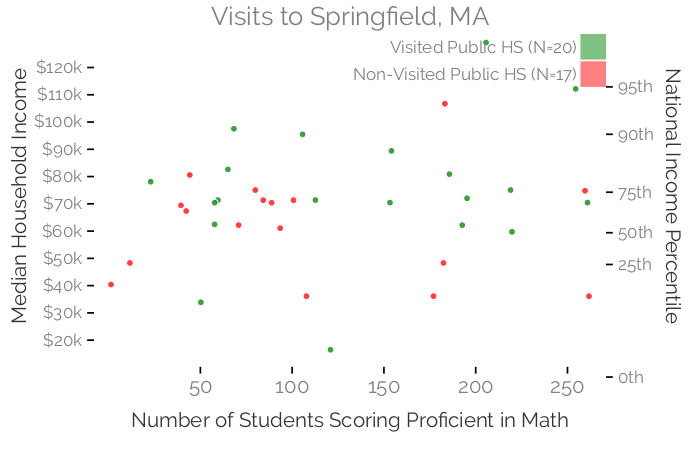 Visits to Springfield, MA
Visited Public HS (N=20)
Non-Visited Public HS (N=17)
Median Household Income
$120k
$110k
$100k
$90k
$80k
$70k
$60k
$50k
$40k
$30k
$20k
95th
90th
75th
50th
25th
0th
National Income Percentile
50
100
150
200
250
Number of Students Scoring Proficient in Math